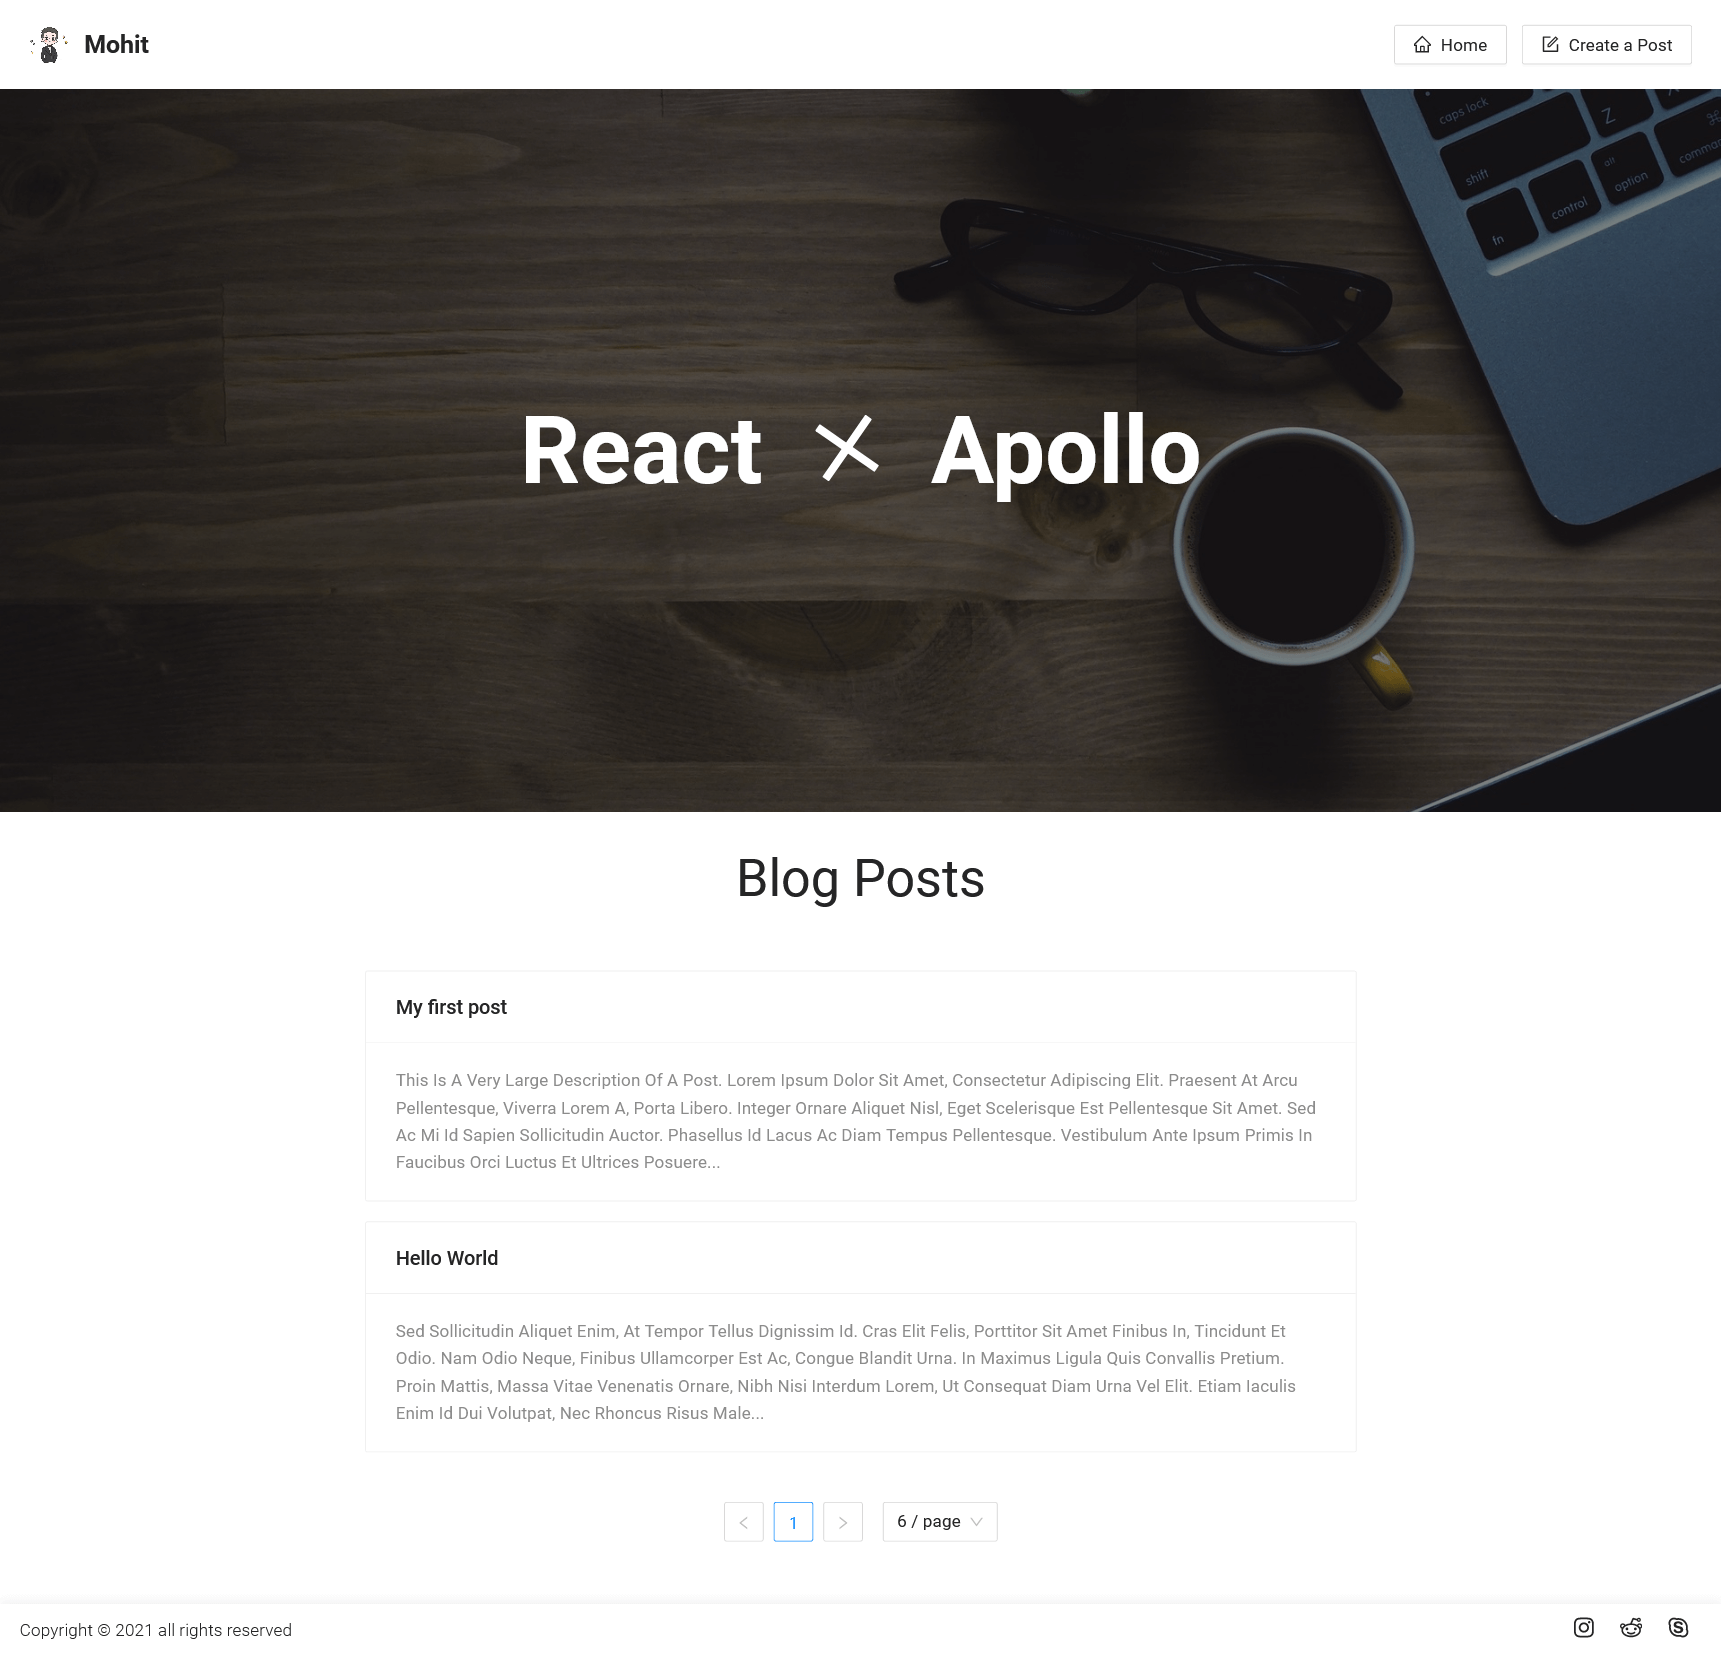 Mohit
Home
Create a Post
caps lock
Z
shift
alt
option
command
control
fn
React × Apollo
Blog Posts
My first post
This Is A Very Large Description Of A Post. Lorem Ipsum Dolor Sit Amet, Consectetur Adipiscing Elit. Praesent At Arcu
Pellentesque, Viverra Lorem A, Porta Libero. Integer Ornare Aliquet Nisl, Eget Scelerisque Est Pellentesque Sit Amet. Sed
Ac Mi Id Sapien Sollicitudin Auctor. Phasellus Id Lacus Ac Diam Tempus Pellentesque. Vestibulum Ante Ipsum Primis In
Faucibus Orci Luctus Et Ultrices Posuere...
Hello World
Sed Sollicitudin Aliquet Enim, At Tempor Tellus Dignissim Id. Cras Elit Felis, Porttitor Sit Amet Finibus In, Tincidunt Et
Odio. Nam Odio Neque, Finibus Ullamcorper Est Ac, Congue Blandit Urna. In Maximus Ligula Quis Convallis Pretium.
Proin Mattis, Massa Vitae Venenatis Ornare, Nibh Nisi Interdum Lorem, Ut Consequat Diam Urna Vel Elit. Etiam Iaculis
Enim Id Dui Volutpat, Nec Rhoncus Risus Male...
< 1 > 6 / page
Copyright © 2021 all rights reserved